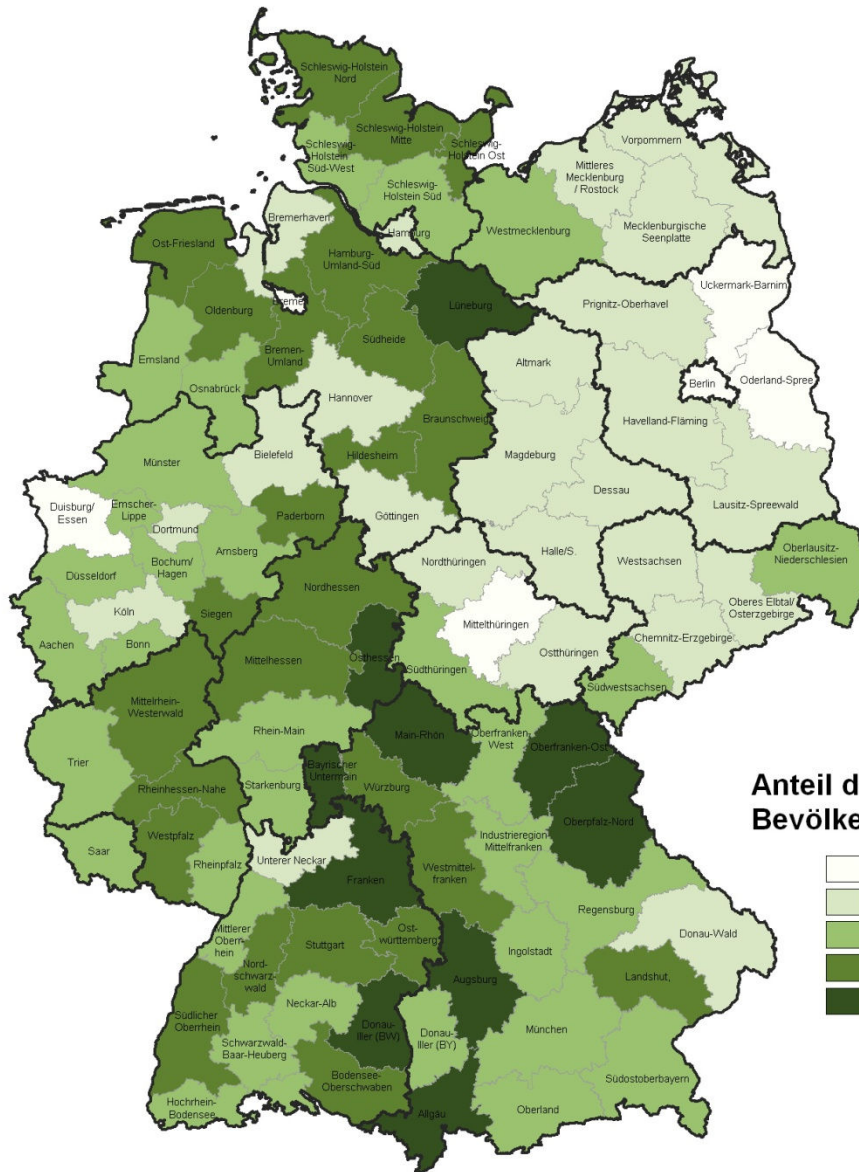 Schleswig-Holstein
Nord
Schleswig-Holstein
Mitte
Schleswig-
Holstein Ost
Schleswig-
Holstein
Süd-West
Schleswig-
Holstein Süd
Vorpommern
Mittleres
Mecklenburg
/ Rostock
Mecklenburgische
Seenplatte
Westmecklenburg
Bremerhaven
Hamburg
Ost-Friesland
Hamburg-
Umland-Süd
Uckermark-Barnim
Prignitz-Oberhavel
Lüneburg
Oldenburg
Bremen
Emsland
Bremen-
Umland
Südheide
Altmark
Berlin
Oderland-Spree
Osnabrück
Hannover
Braunschweig
Havelland-Fläming
Münster
Bielefeld
Hildesheim
Magdeburg
Dessau
Lausitz-Spreewald
Duisburg/
Essen
Emscher-
Lippe
Dortmund
Paderborn
Göttingen
Halle/S.
Westsachsen
Oberlausitz-
Niederschlesien
Düsseldorf
Bochum/
Hagen
Arnsberg
Nordthüringen
Nordhessen
Köln
Siegen
Mittelthüringen
Oberes Elbtal/
Osterzgebirge
Chemnitz-Erzgebirge
Aachen
Bonn
Mittelhessen
Osthessen
Südthüringen
Ostthüringen
Südwestsachsen
Mittelrhein-
Westerwald
Rhein-Main
Main-Rhön
Oberfranken-
West
Oberfranken-Ost
Trier
Bayrischer
Untermain
Starkenburg
Würzburg
Rheinhessen-Nahe
Oberpfalz-Nord
Anteil d
Bevölke
Saar
Westpfalz
Rheinpfalz
Unterer Neckar
Industrieregion-
Mittelfranken
Franken
Westmittel-
franken
Regensburg
Donau-Wald
Mittlerer
Oberr-
hein
Stuttgart
Ost-
württemberg
Ingolstadt
Nord-
schwarz-
wald
Augsburg
Landshut,
Südlicher
Oberrhein
Neckar-Alb
Donau-
Iller (BW)
Donau-
Iller (BY)
München
Schwarzwald-
Baar-Heuberg
Bodensee-
Oberschwaben
Südostoberbayern
Hochrhein-
Bodensee
Allgäu
Oberland